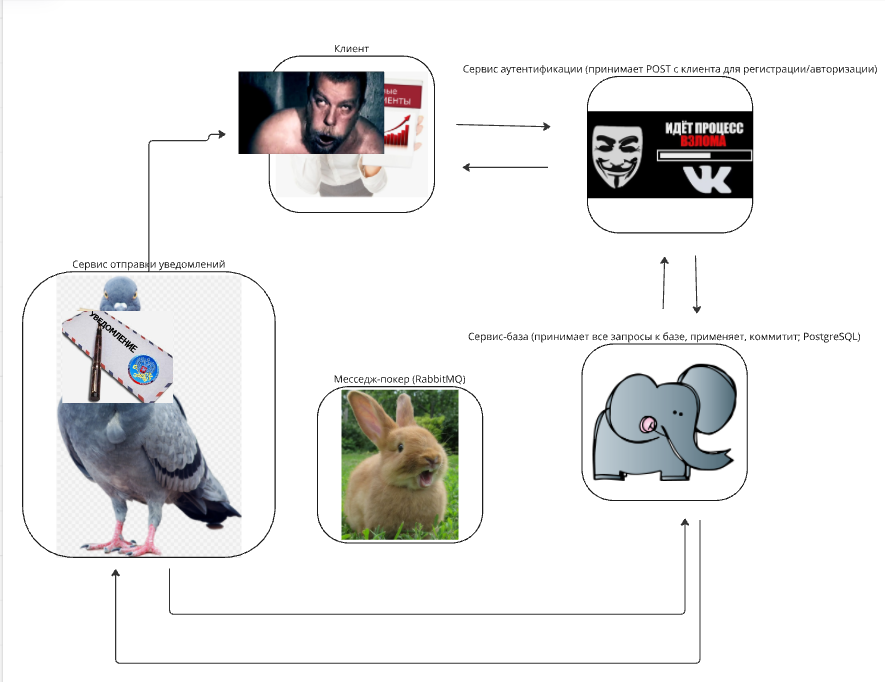 Клиент
ные
ИЕНТЫ
Сервис аутентификации (принимает POST с клиента для регистрации/авторизации)
ИДЁТ ПРОЦЕСС
ВЗЛОМА
Сервис отправки уведомлений
УВЕДОМЛЕНИЕ
Месседж-покер (RabbitMQ)
Сервис-база (принимает все запросы к базе, применяет, коммитит; PostgreSQL)